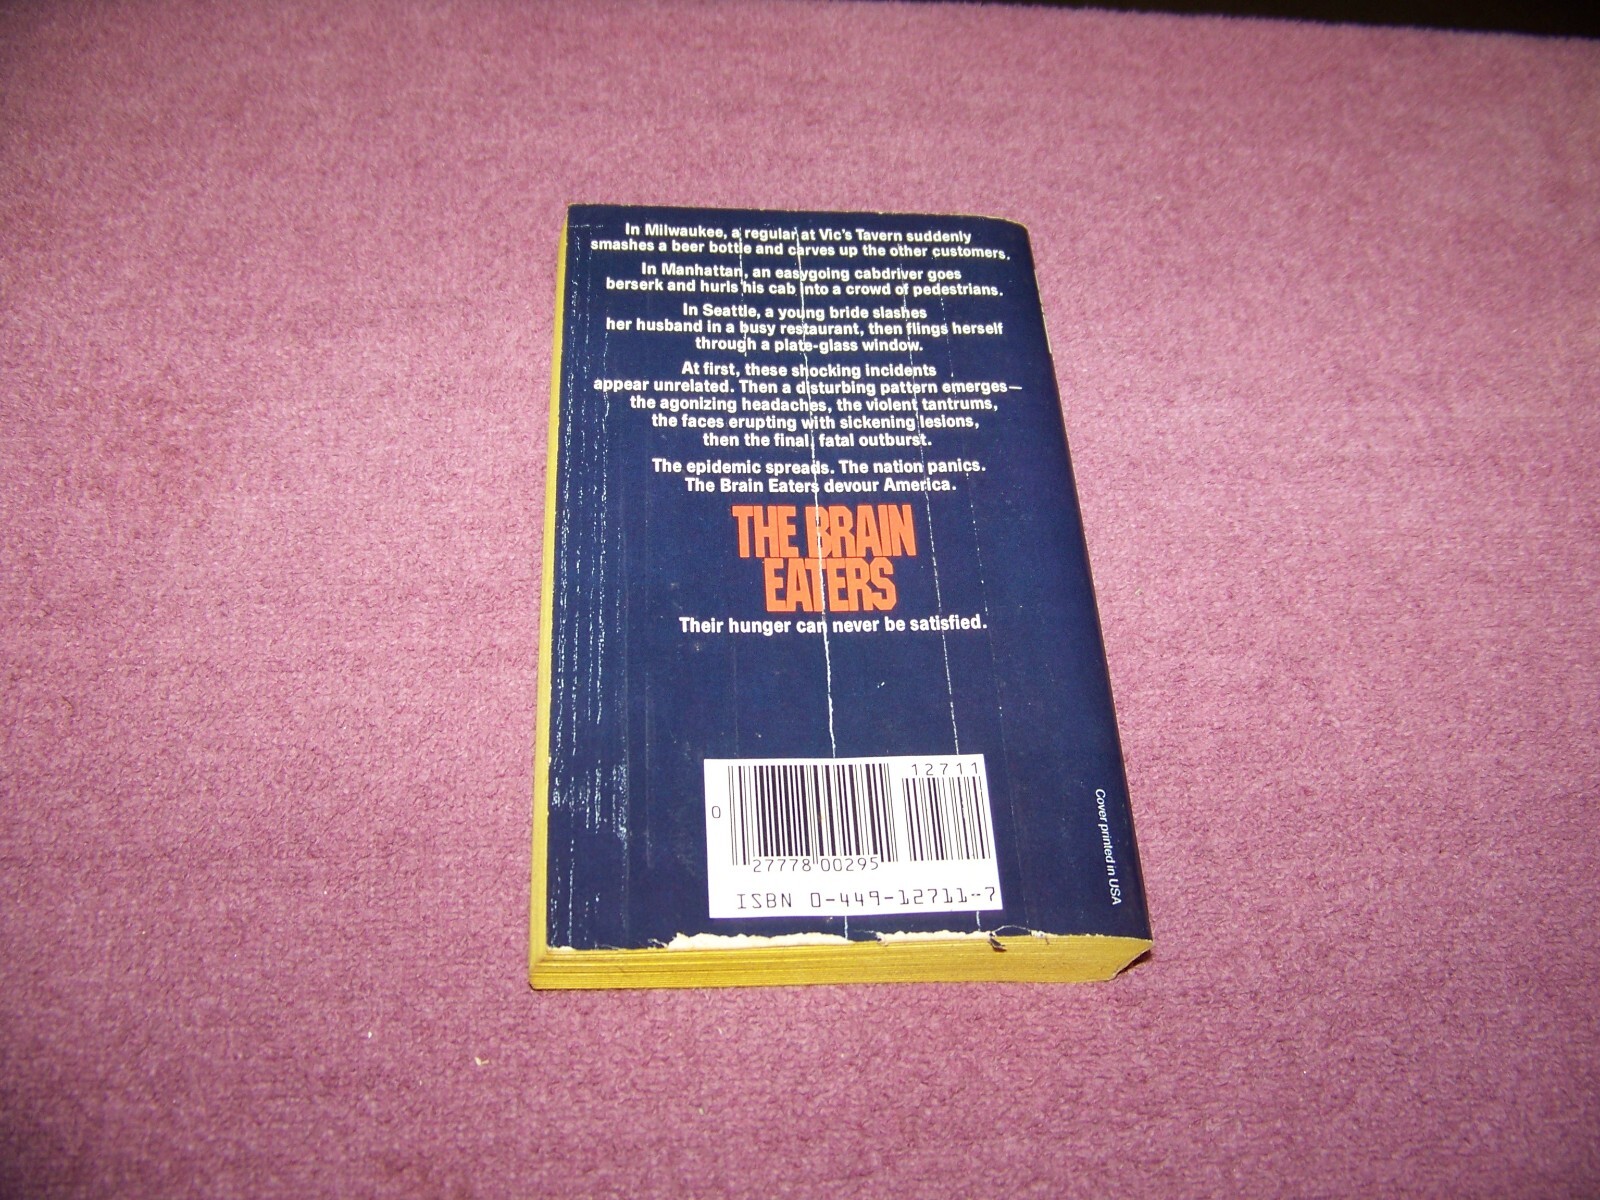 In Milwaukee, a regular at Vic's Tavern suddenly
smashes a beer bottle and carves up the other customers.
In Manhattan, an easygoing cabdriver goes
berserk and hurls his cab into a crowd of pedestrians.
In Seattle, a young bride slashes
her husband in a busy restaurant, then flings herself
through a plate-glass window.
At first, these shocking incidents
appear unrelated. Then a disturbing pattern emerges—
the agonizing headaches, the violent tantrums,
the faces erupting with sickening lesions,
then the final, fatal outburst.
The epidemic spreads. The nation panics.
The Brain Eaters devour America.
THE BRAIN
EATERS
Their hunger can never be satisfied.
12711
0
27778 00295
ISBN 0-449-12711-7
Cover printed in USA